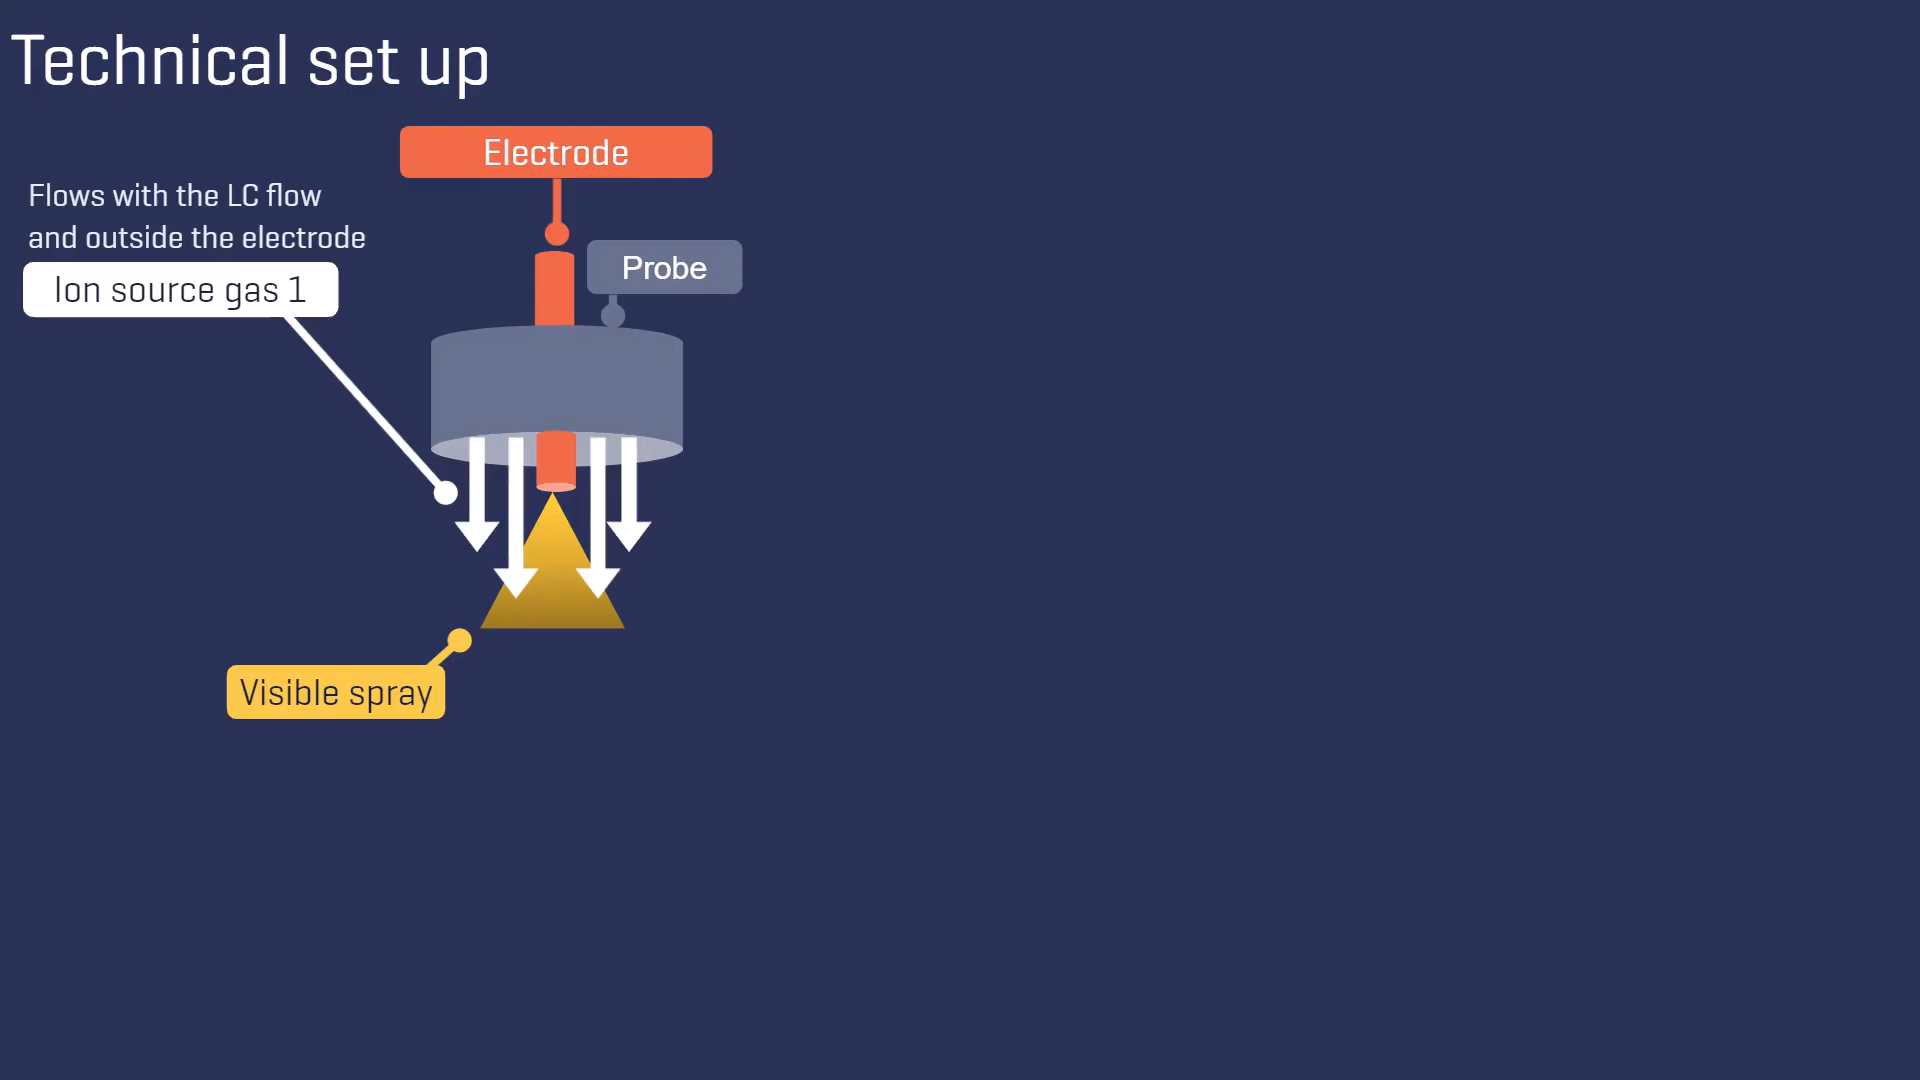 Technical set up
Electrode
Flows with the LC flow
and outside the electrode
Probe
Ion source gas 1
Visible spray